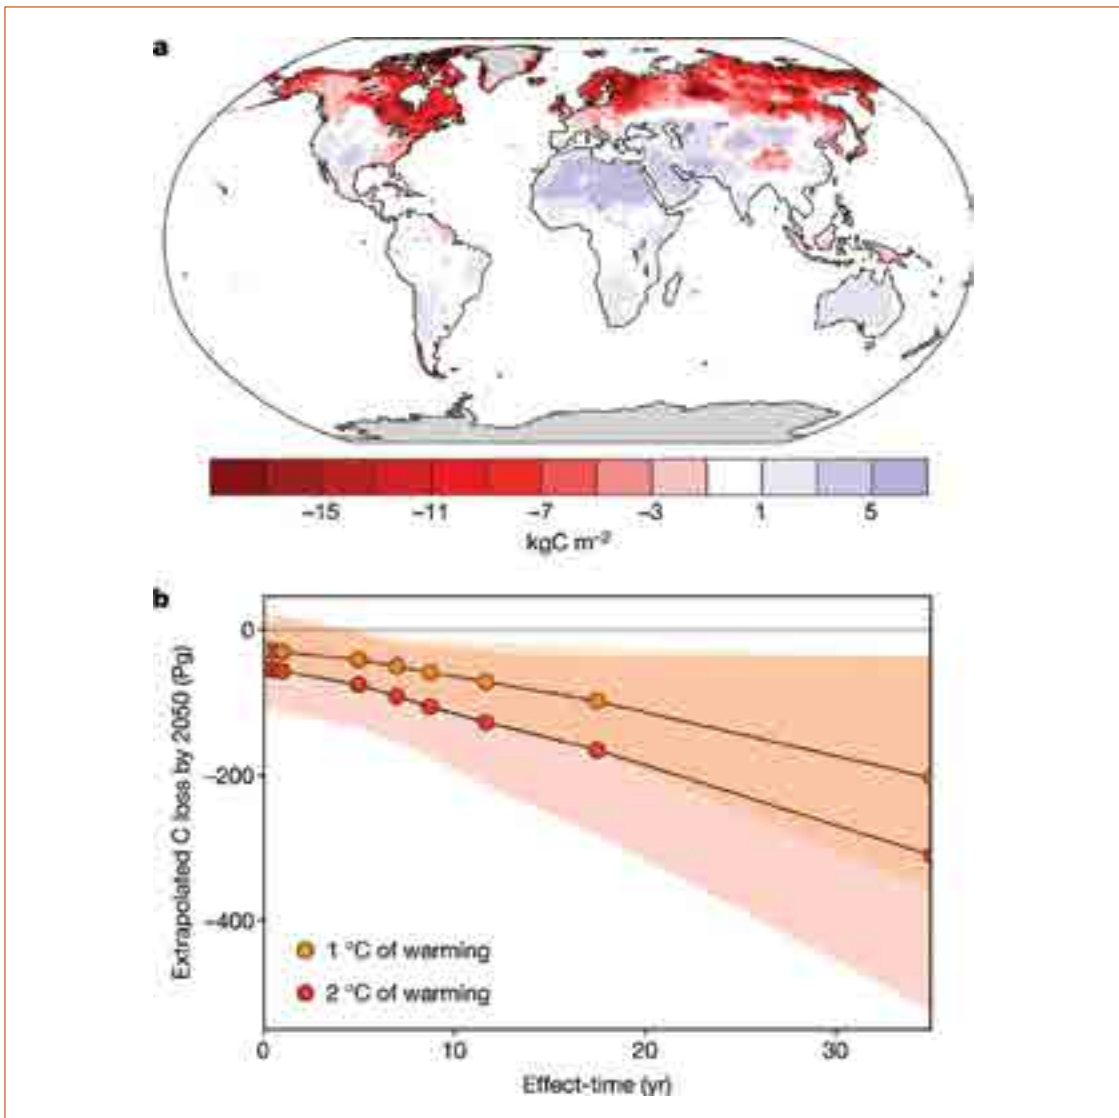 a
−15 −11 −7 −3 1 5
kgC m⁻²
b
Extrapolated C loss by 2050 (Pg)
0
−200
−400
1 °C of warming
2 °C of warming
0 10 20 30
Effect-time (yr)